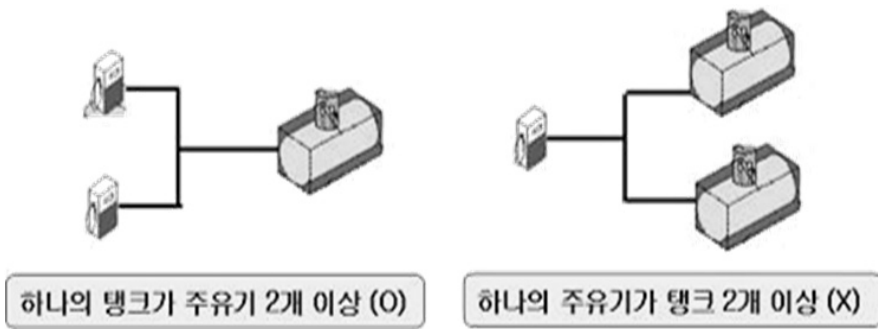 하나의 탱크가 주유기 2개 이상 (O)
하나의 주유기가 탱크 2개 이상 (X)